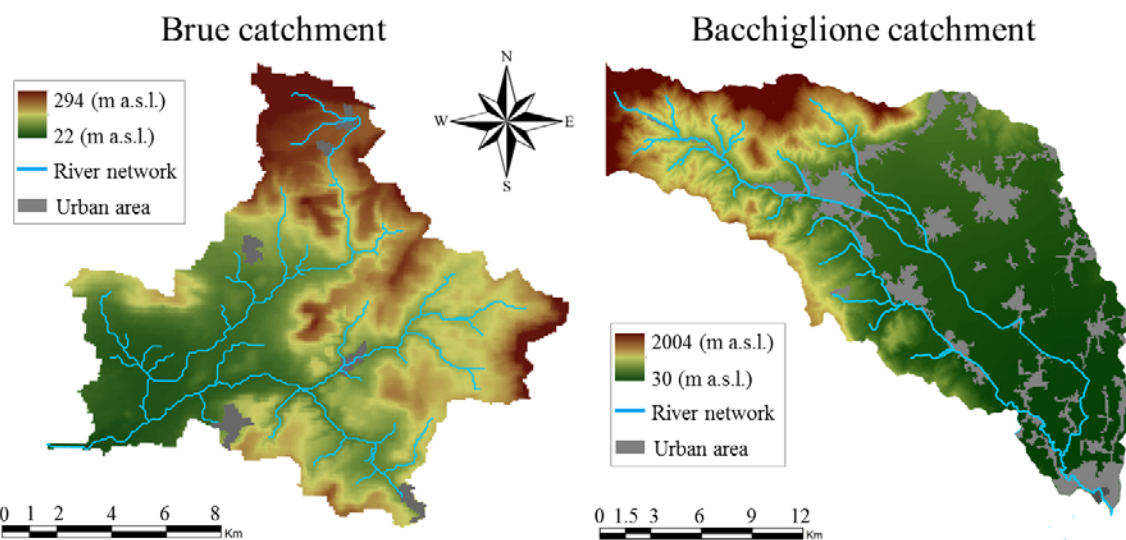 Brue catchment
294 (m a.s.l.)
22 (m a.s.l.)
River network
Urban area
N
W
E
S
0 1 2 4 6 8
Km
Bacchiglione catchment
2004 (m a.s.l.)
30 (m a.s.l.)
River network
Urban area
0 1.5 3 6 9 12
Km